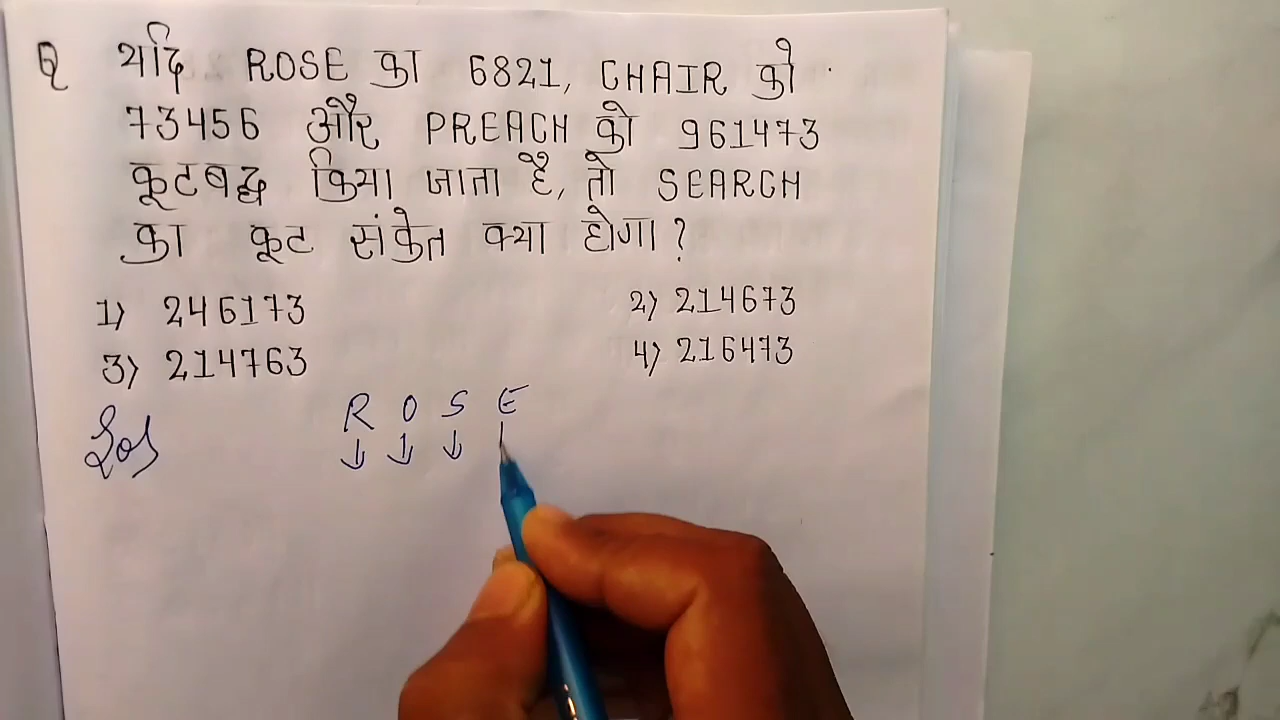 Q यदि ROSE का 6821, CHAIR को
73456 और PREACH को 961473
कूटबद्ध किया जाता है, तो SEARCH
का कूट संकेत क्या होगा?
1) 246173 2) 214673
3) 214763 4) 216473
Sol R O S E
↓ ↓ ↓